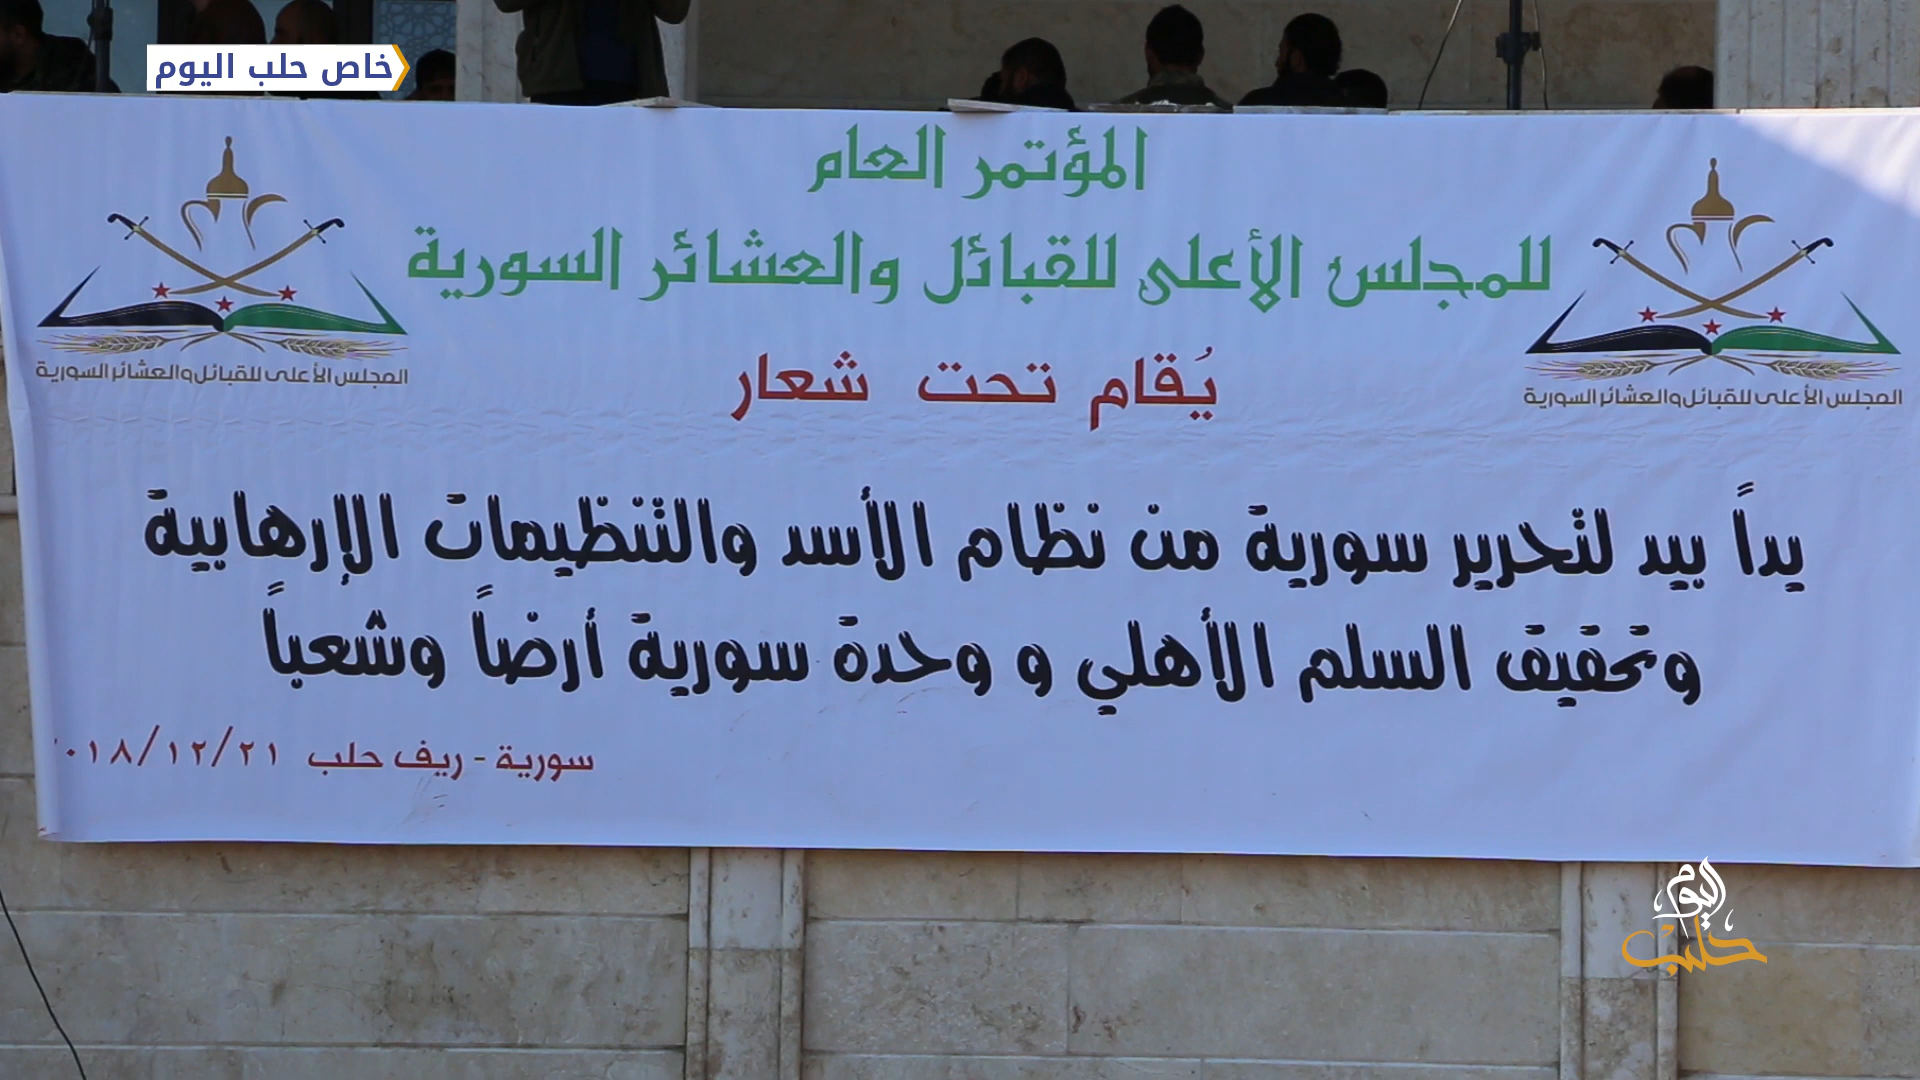 خاص حلب اليوم
المؤتمر العام
للمجلس الأعلى للقبائل والعشائر السورية
المجلس الأعلى للقبائل والعشائر السورية
المجلس الأعلى للقبائل والعشائر السورية
يُقام تحت شعار
يداً بيد لتحرير سورية من نظام الأسد والتنظيمات الإرهابية
وتحقيق السلم الأهلي و وحدة سورية أرضاً وشعباً
سورية - ريف حلب ٢٠١٨/١٢/٢١
حلب اليوم